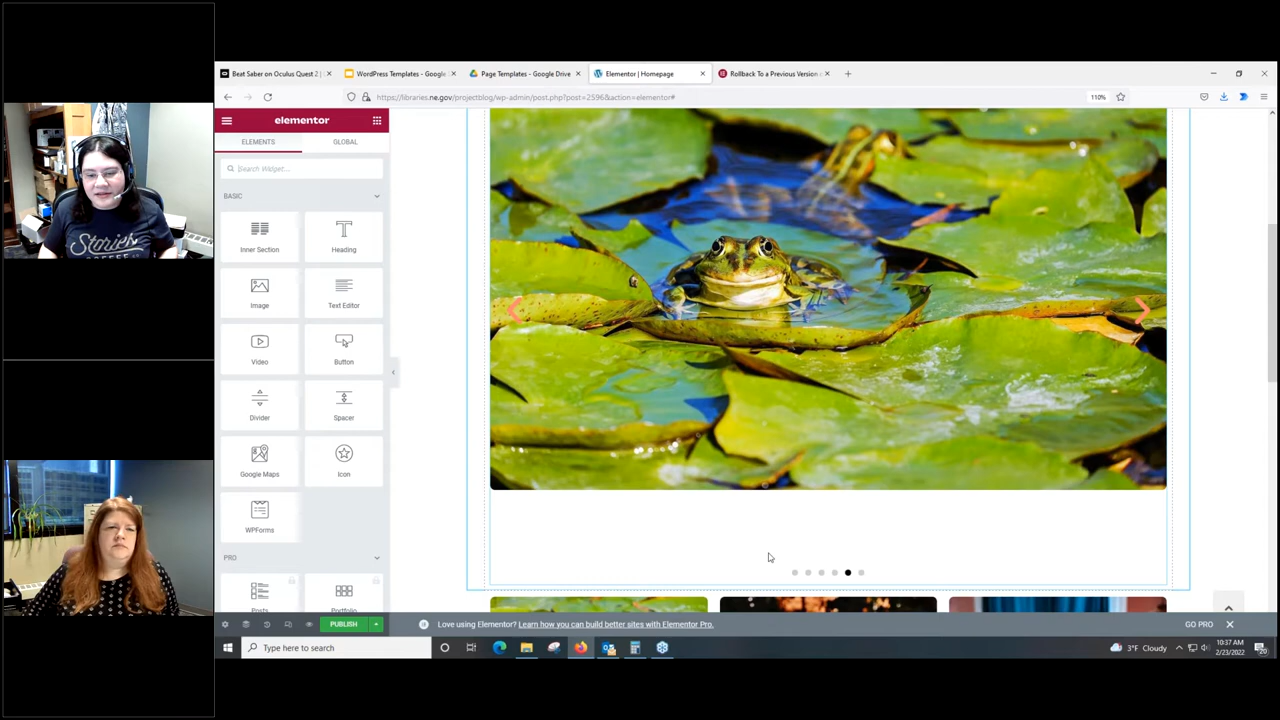 Beat Saber on Oculus Quest 2 |
WordPress Templates - Google
Page Templates - Google Drive
Elementor | Homepage
Rollback To a Previous Version
https://libraries.ne.gov/projectblog/wp-admin/post.php?post=2596&action=elementor#
110%
elementor
ELEMENTS
GLOBAL
Search Widget...
BASIC
Inner Section
Heading
Image
Text Editor
Video
Button
Divider
Spacer
Google Maps
Icon
WPForms
PRO
Posts
Portfolio
PUBLISH
Love using Elementor? Learn how you can build better sites with Elementor Pro.
GO PRO
Type here to search
3°F Cloudy
10:37 AM
2/23/2022
20
Stories